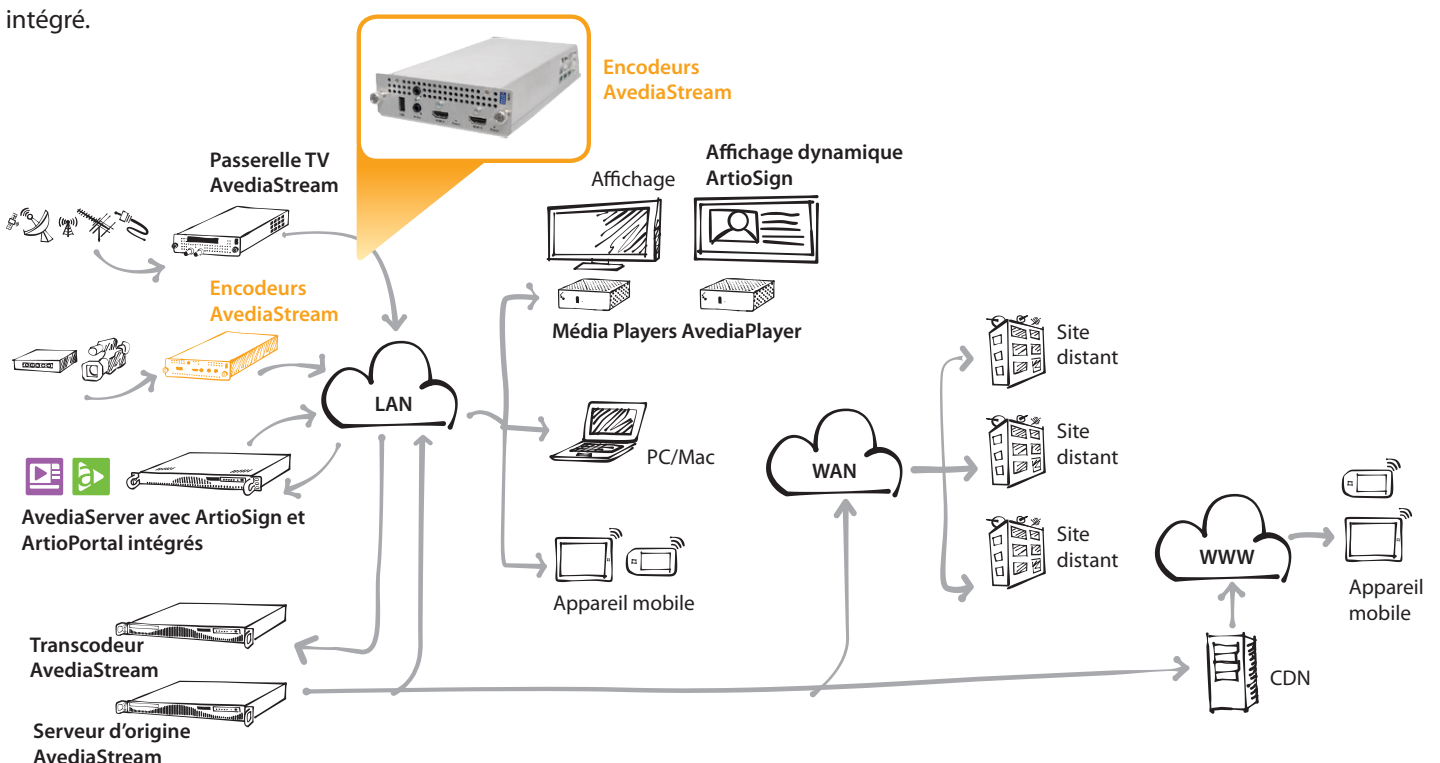 intégré.
Encodeurs
AvediaStream
Passerelle TV
AvediaStream
Affichage
Affichage dynamique
ArtioSign
Encodeurs
AvediaStream
Média Players AvediaPlayer
LAN
PC/Mac
WAN
Site
distant
Site
distant
Site
distant
AvediaServer avec ArtioSign et
ArtioPortal intégrés
Appareil mobile
WWW
Appareil
mobile
Transcodeur
AvediaStream
CDN
Serveur d’origine
AvediaStream